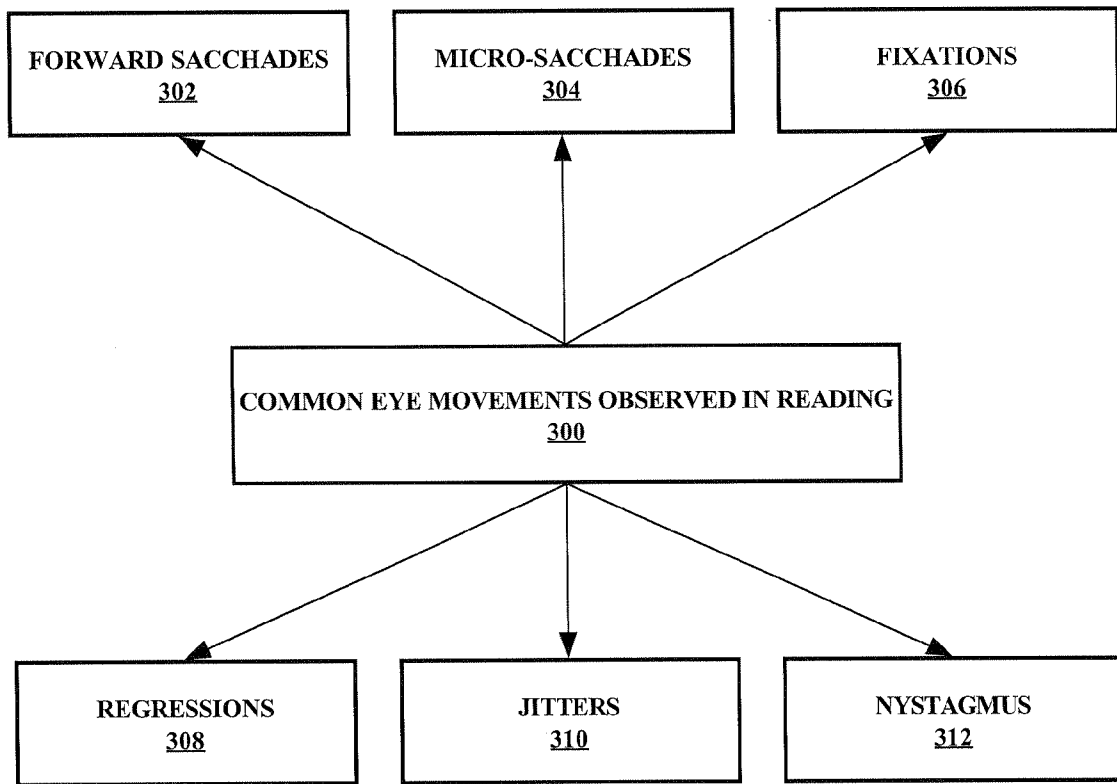 FORWARD SACCHADES
302
MICRO-SACCHADES
304
FIXATIONS
306
COMMON EYE MOVEMENTS OBSERVED IN READING
300
REGRESSIONS
308
JITTERS
310
NYSTAGMUS
312